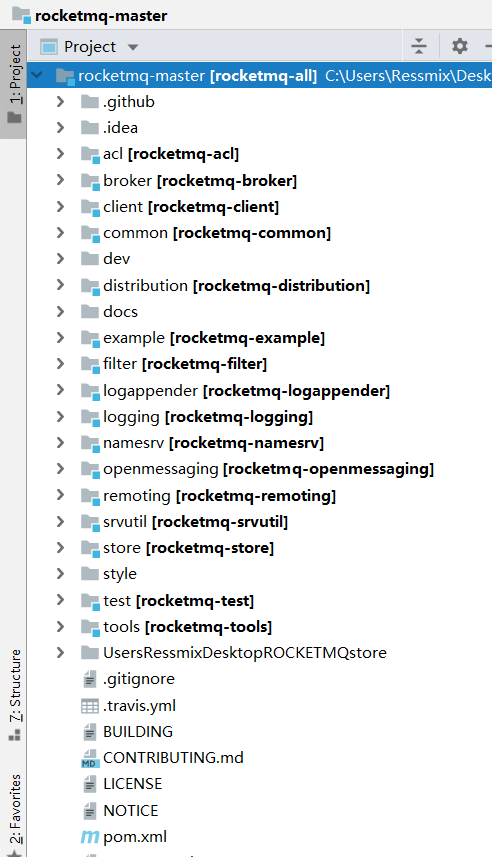 rocketmq-master
Project
rocketmq-master [rocketmq-all] C:\Users\Ressmix\Desk
.github
.idea
acl [rocketmq-acl]
broker [rocketmq-broker]
client [rocketmq-client]
common [rocketmq-common]
dev
distribution [rocketmq-distribution]
docs
example [rocketmq-example]
filter [rocketmq-filter]
logappender [rocketmq-logappender]
logging [rocketmq-logging]
namesrv [rocketmq-namesrv]
openmessaging [rocketmq-openmessaging]
remoting [rocketmq-remoting]
srvutil [rocketmq-srvutil]
store [rocketmq-store]
style
test [rocketmq-test]
tools [rocketmq-tools]
UsersRessmixDesktopROCKETMQstore
.gitignore
.travis.yml
BUILDING
MD
CONTRIBUTING.md
LICENSE
NOTICE
m pom.xml
1: Project
7: Structure
2: Favorites